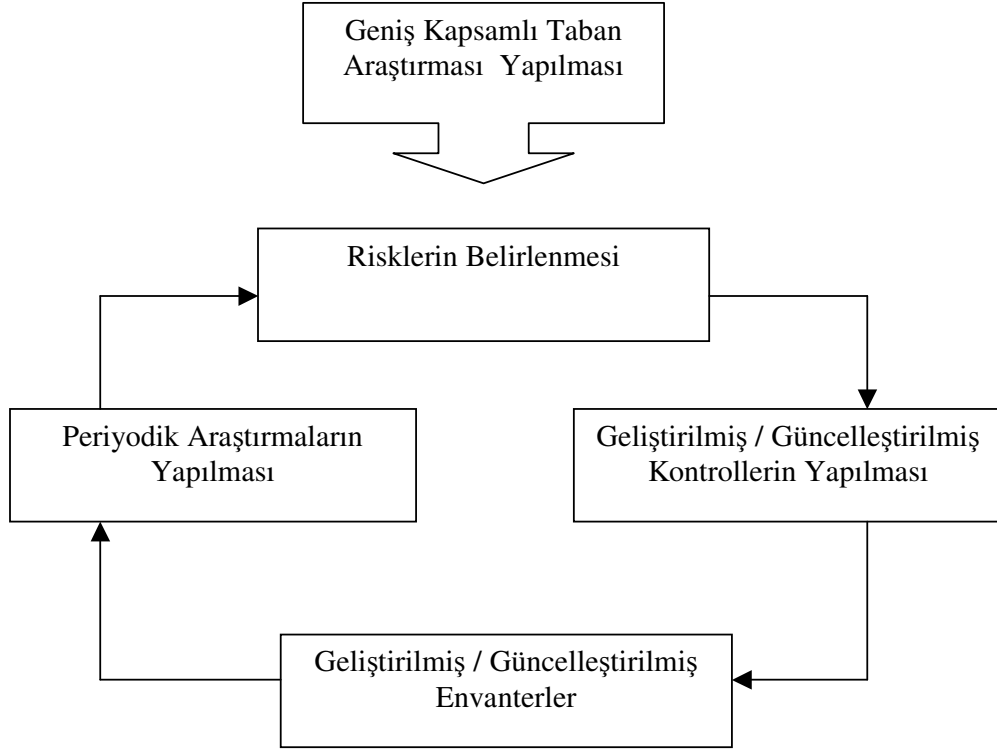 Geniş Kapsamlı Taban
Araştırması Yapılması
Risklerin Belirlenmesi
Periyodik Araştırmaların
Yapılması
Geliştirilmiş / Güncelleştirilmiş
Kontrollerin Yapılması
Geliştirilmiş / Güncelleştirilmiş
Envanterler